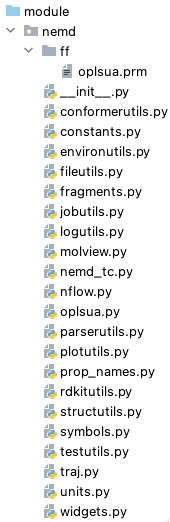 module
nemd
ff
oplsua.prm
__init__.py
conformerutils.py
constants.py
environutils.py
fileutils.py
fragments.py
jobutils.py
logutils.py
molview.py
nemd_tc.py
nflow.py
oplsua.py
parserutils.py
plotutils.py
prop_names.py
rdkitutils.py
structutils.py
symbols.py
testutils.py
traj.py
units.py
widgets.py